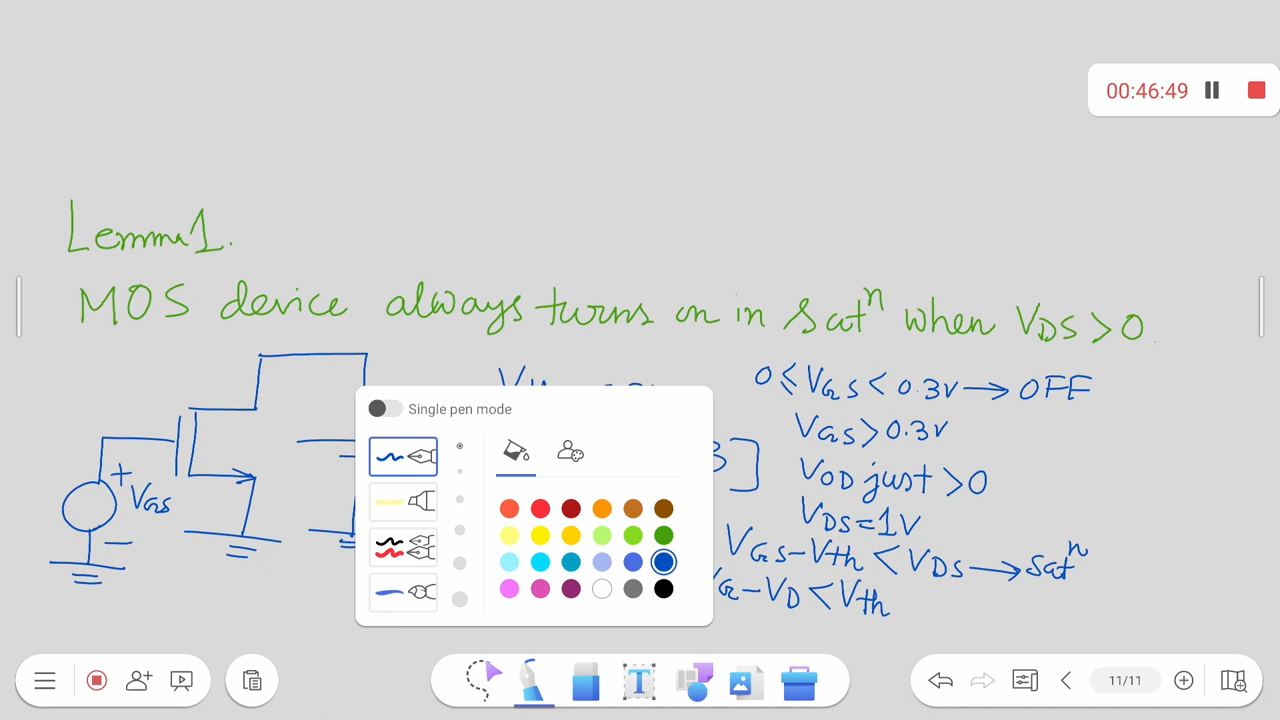 00:46:49
Lemma 1.
MOS device always turns on in satⁿ when VDS > 0
0 ≤ VGS < 0.3V → OFF
VGS > 0.3V
VOD just > 0
VDS = 1V
VGS - Vth < VDS → satⁿ
- VD < Vth
+
VGS
-
Single pen mode
T
11/11